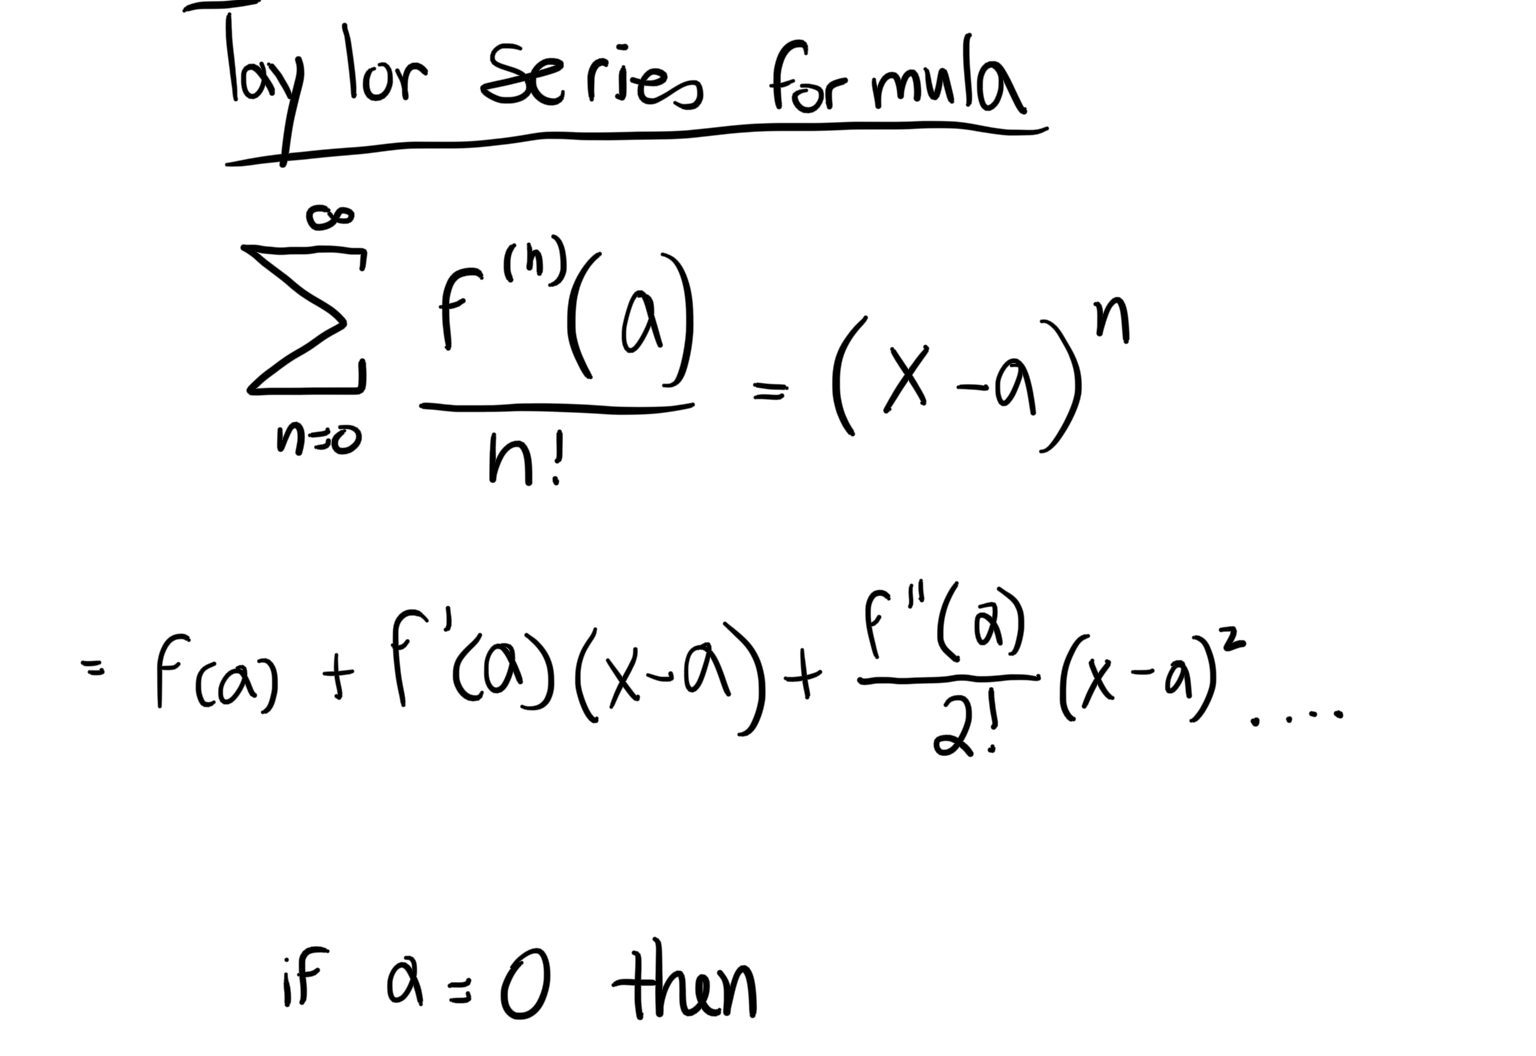 Taylor series formula
∞
∑ f⁽ⁿ⁾(a)/n! = (x-a)ⁿ
n=0
= f(a) + f'(a)(x-a) + f''(a)/2! (x-a)² ....
if a=0 then